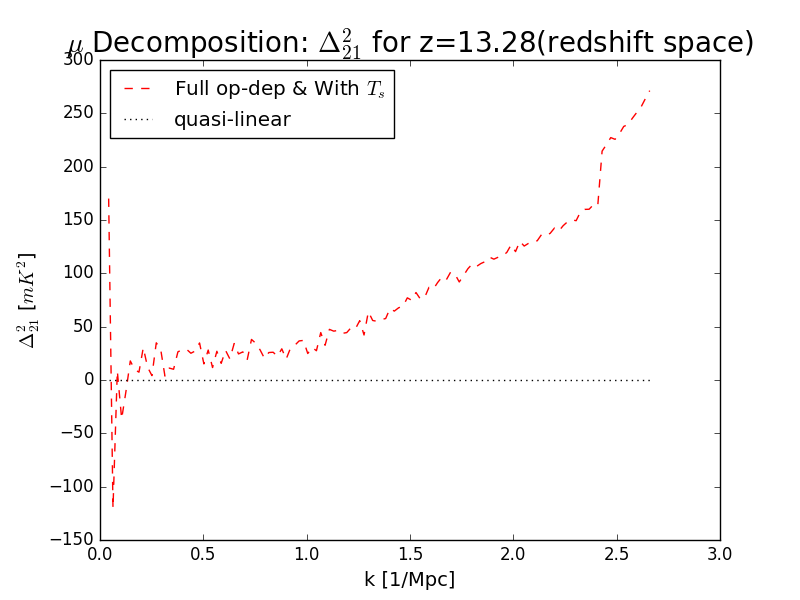 μ Decomposition: Δ²₂₁ for z=13.28(redshift space)
Full op-dep & With Tₛ
quasi-linear
300
250
200
150
100
50
0
−50
−100
−150
Δ²₂₁ [mK²]
0.0 0.5 1.0 1.5 2.0 2.5 3.0
k [1/Mpc]